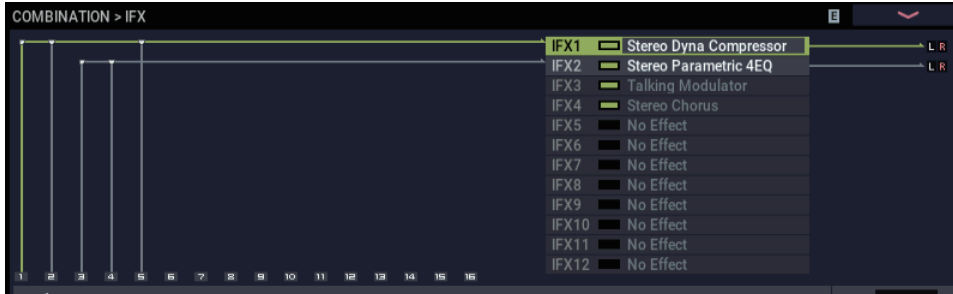 COMBINATION > IFX E
IFX1 Stereo Dyna Compressor L R
IFX2 Stereo Parametric 4EQ L R
IFX3 Talking Modulator
IFX4 Stereo Chorus
IFX5 No Effect
IFX6 No Effect
IFX7 No Effect
IFX8 No Effect
IFX9 No Effect
IFX10 No Effect
IFX11 No Effect
IFX12 No Effect
1 2 3 4 5 6 7 8 9 10 11 12 13 14 15 16